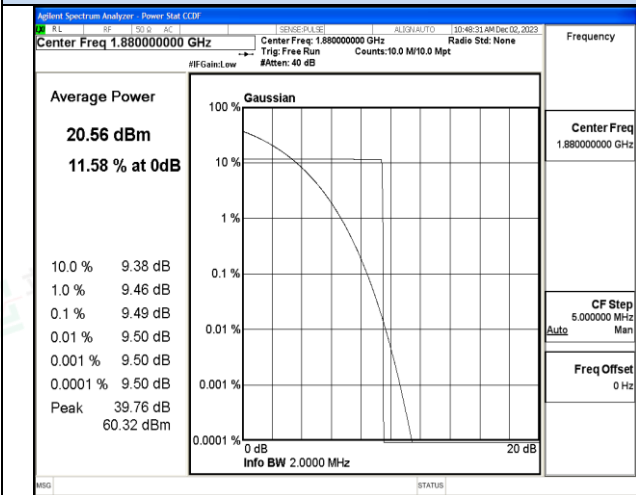 Agilent Spectrum Analyzer - Power Stat CCDF
RL RF 50 Ω AC SENSE:PULSE ALIGNAUTO 10:48:31 AM Dec 02, 2023
Center Freq 1.880000000 GHz
Center Freq: 1.880000000 GHz Radio Std: None
Trig: Free Run Counts:10.0 M/10.0 Mpt
#IFGain:Low #Atten: 40 dB
Frequency
Average Power
20.56 dBm
11.58 % at 0dB
10.0 % 9.38 dB
1.0 % 9.46 dB
0.1 % 9.49 dB
0.01 % 9.50 dB
0.001 % 9.50 dB
0.0001 % 9.50 dB
Peak 39.76 dB
60.32 dBm
Gaussian
100 %
10 %
1 %
0.1 %
0.01 %
0.001 %
0.0001 %
0 dB 20 dB
Info BW 2.0000 MHz
Center Freq
1.880000000 GHz
CF Step
5.000000 MHz
Auto Man
Freq Offset
0 Hz
MSG STATUS